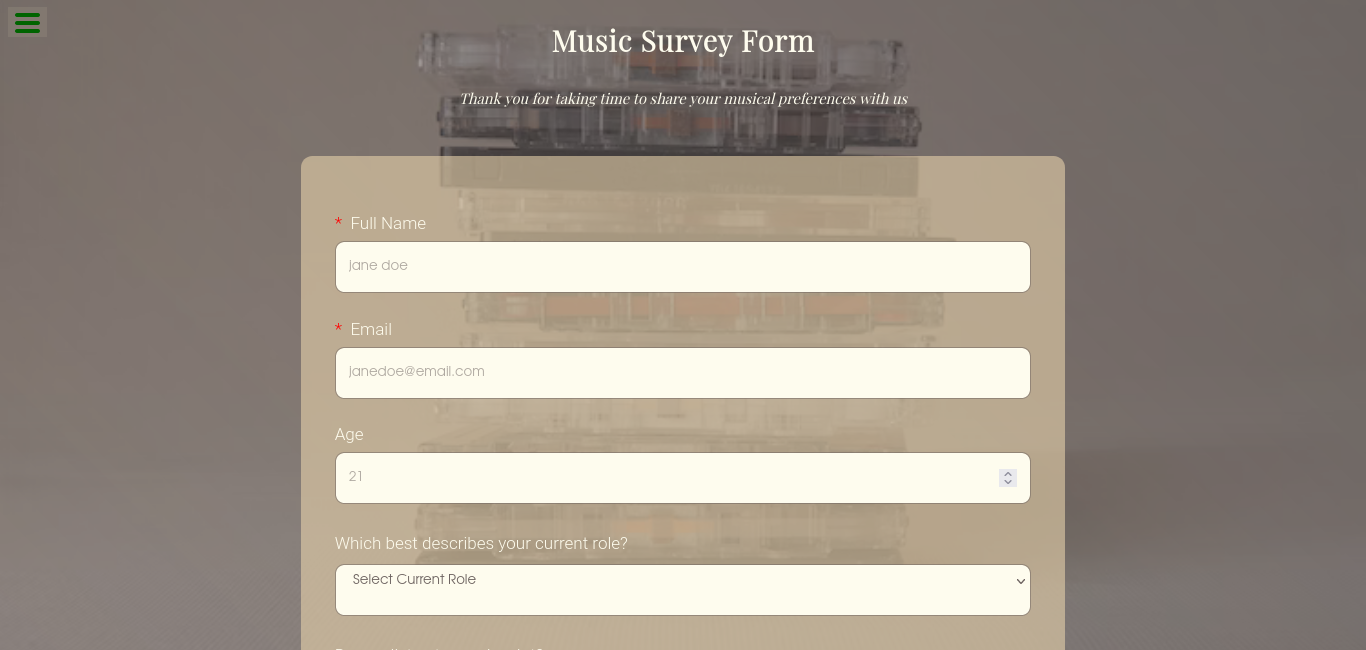 Music Survey Form
Thank you for taking time to share your musical preferences with us
* Full Name
jane doe
* Email
janedoe@email.com
Age
21
Which best describes your current role?
Select Current Role